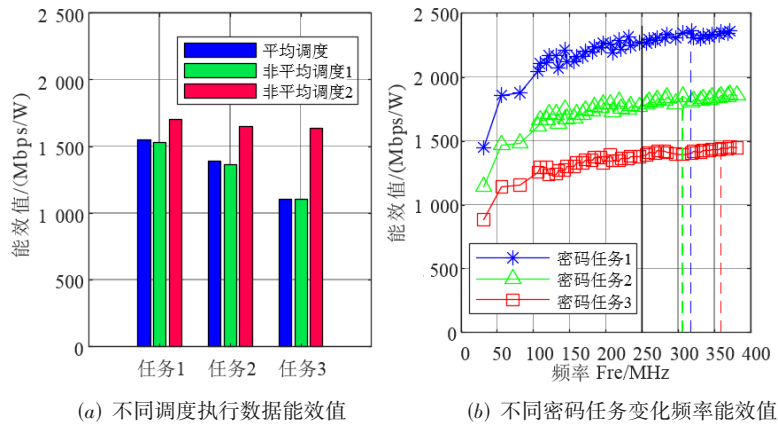 2 500
2 000
1 500
1 000
500
0
能效值/(Mbps/W)
平均调度
非平均调度1
非平均调度2
任务1 任务2 任务3
(a) 不同调度执行数据能效值
2 500
2 000
1 500
1 000
2 500
0
能效值/(Mbps/W)
密码任务1
密码任务2
密码任务3
0 50 100 150 200 250 300 350 400
频率 Fre/MHz
(b) 不同密码任务变化频率能效值